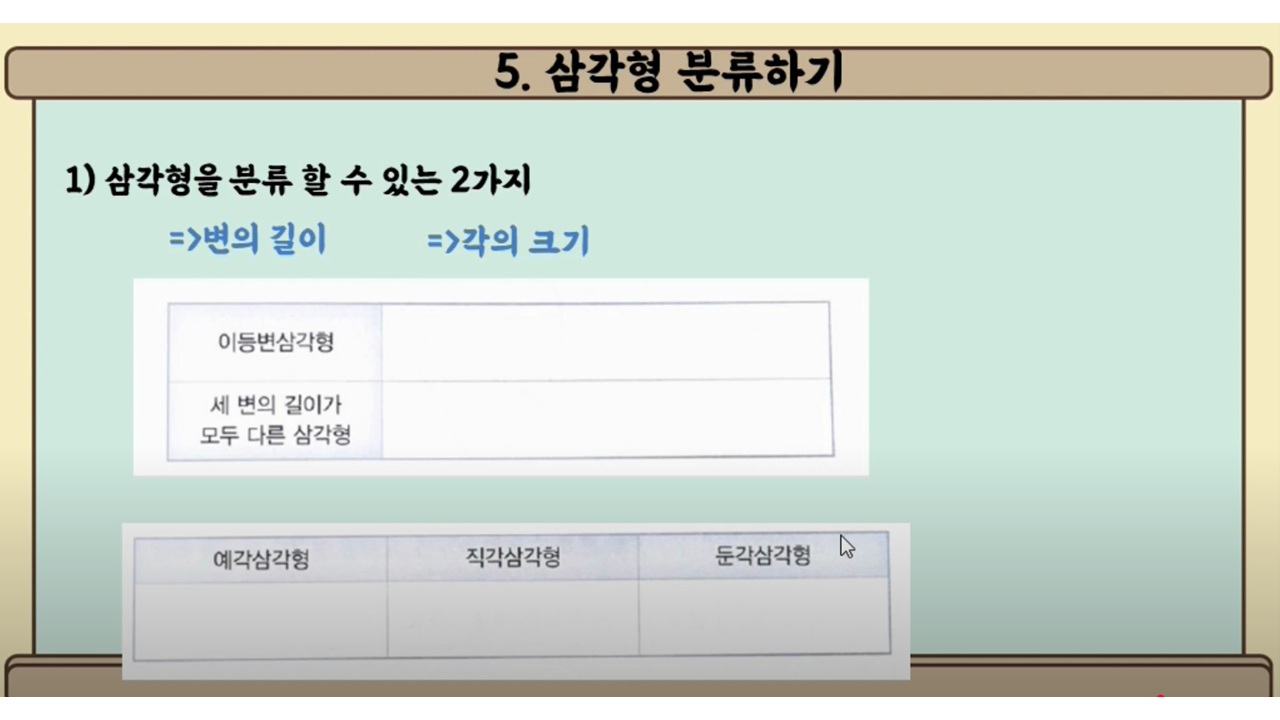 5. 삼각형 분류하기
1) 삼각형을 분류 할 수 있는 2가지
=>변의 길이 =>각의 크기
이등변삼각형
세 변의 길이가
모두 다른 삼각형
예각삼각형 직각삼각형 둔각삼각형